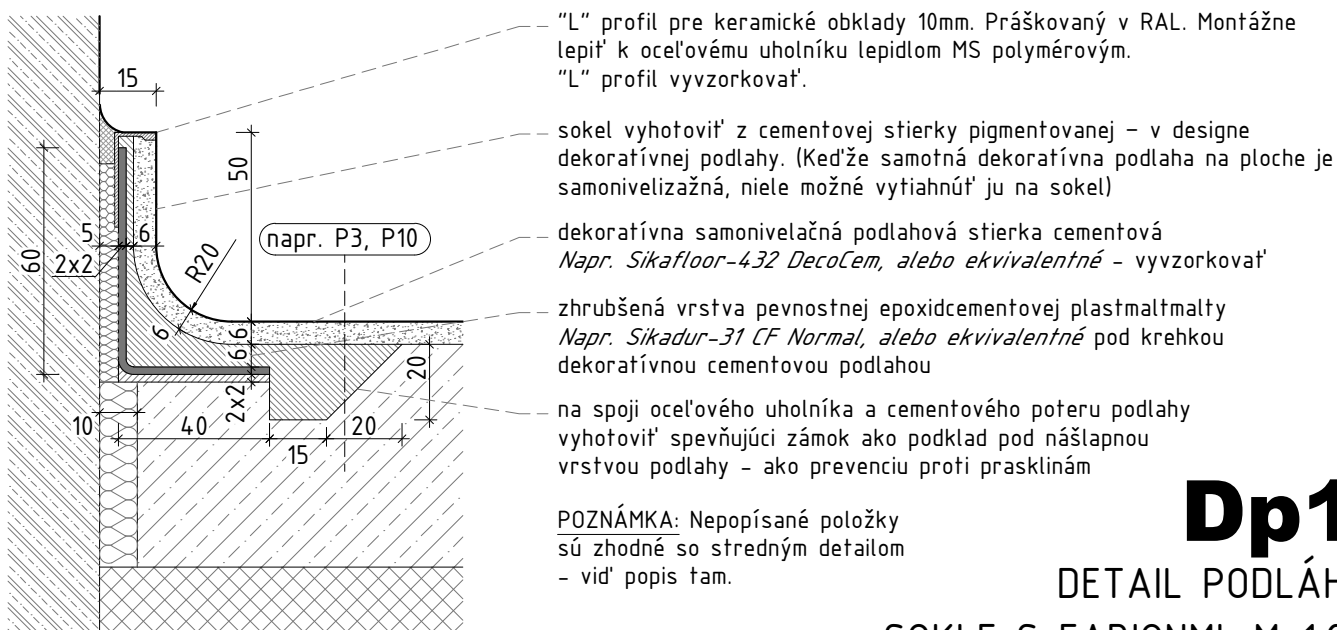 "L" profil pre keramické obklady 10mm. Práškovaný v RAL. Montážne
lepiť k oceľovému uholníku lepidlom MS polymérovým.
"L" profil vyvzorkovať.
sokel vyhotoviť z cementovej stierky pigmentovanej – v designe
dekoratívnej podlahy. (Keďže samotná dekoratívna podlaha na ploche je
samonivelizažná, niele možné vytiahnúť ju na sokel)
dekoratívna samonivelačná podlahová stierka cementová
Napr. Sikafloor-432 DecoCem, alebo ekvivalentné – vyvzorkovať
zhrubšená vrstva pevnostnej epoxidcementovej plastmaltmalty
Napr. Sikadur-31 CF Normal, alebo ekvivalentné pod krehkou
dekoratívnou cementovou podlahou
na spoji oceľového uholníka a cementového poteru podlahy
vyhotoviť spevňujúci zámok ako podklad pod nášlapnou
vrstvou podlahy – ako prevenciu proti prasklinám
POZNÁMKA: Nepopísané položky
sú zhodné so stredným detailom
– viď popis tam.
15
50
60
5
6
2x2
R20
napr. P3, P10
6
6
6
2x2
20
10
40
15
20
Dp1
DETAIL PODLÁH